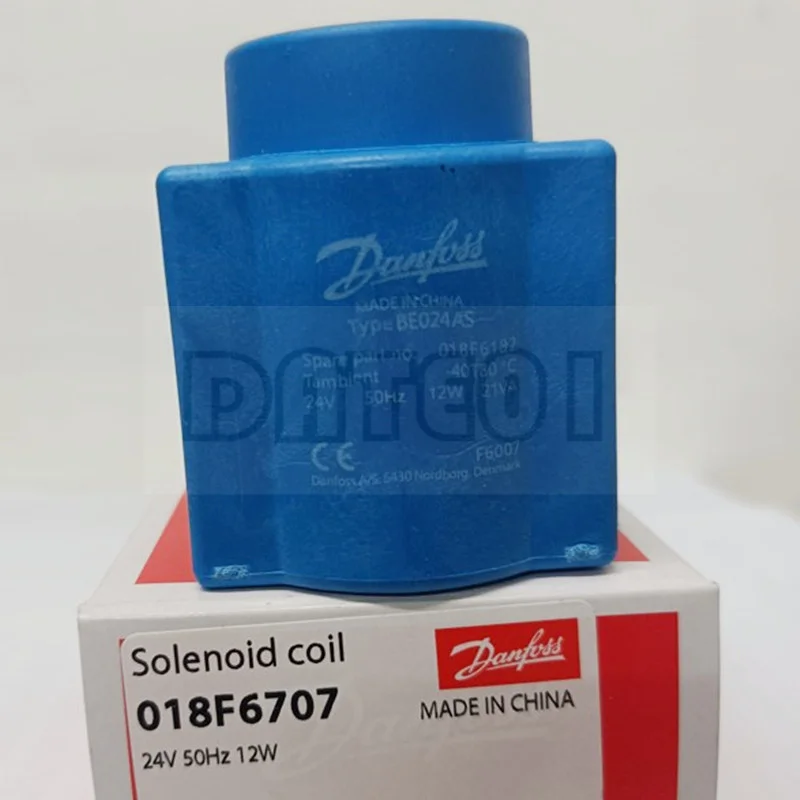 Danfoss
MADE IN CHINA
Type BE024AS
Spare part no. 018F6182
Tambient -40T80 °C
24V 50Hz 12W 21VA
DATEOI
CE F6007
Danfoss A/S, 6430 Nordborg, Denmark
Solenoid coil
Danfoss
018F6707
MADE IN CHINA
24V 50Hz 12W